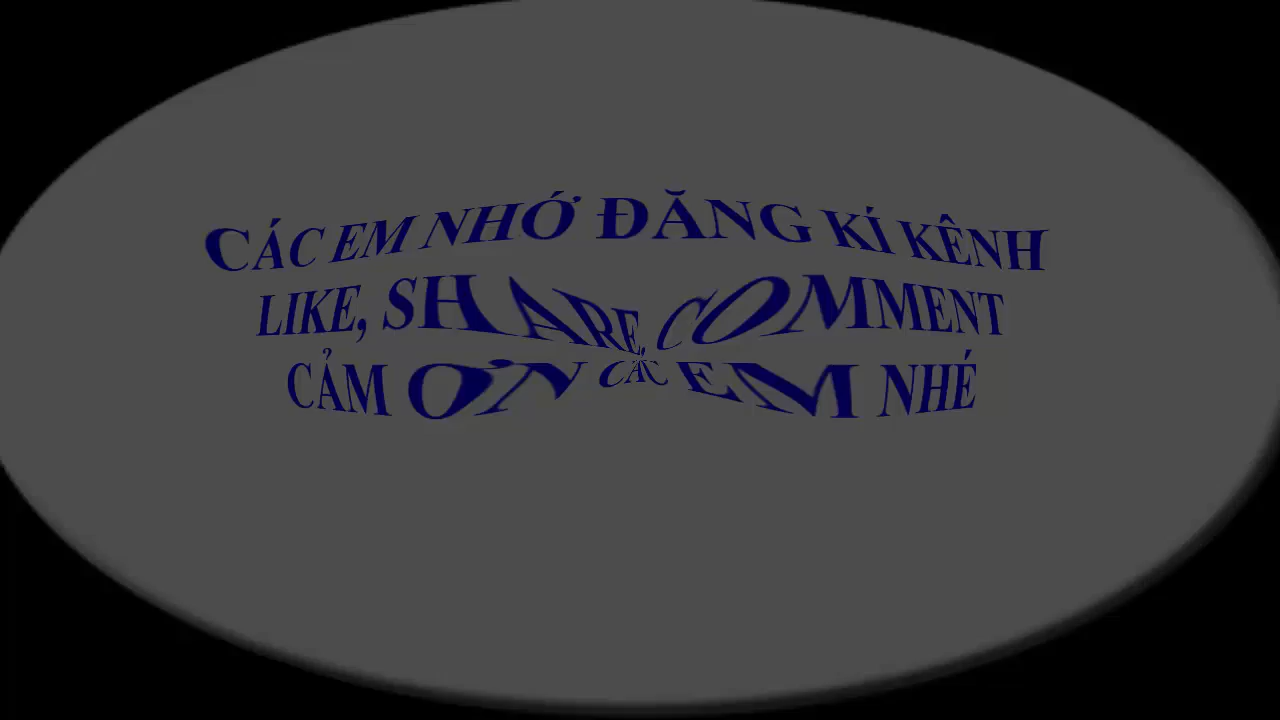 CÁC EM NHỚ ĐĂNG KÍ KÊNH
LIKE, SHARE, COMMENT
CẢM ƠN CÁC EM NHÉ